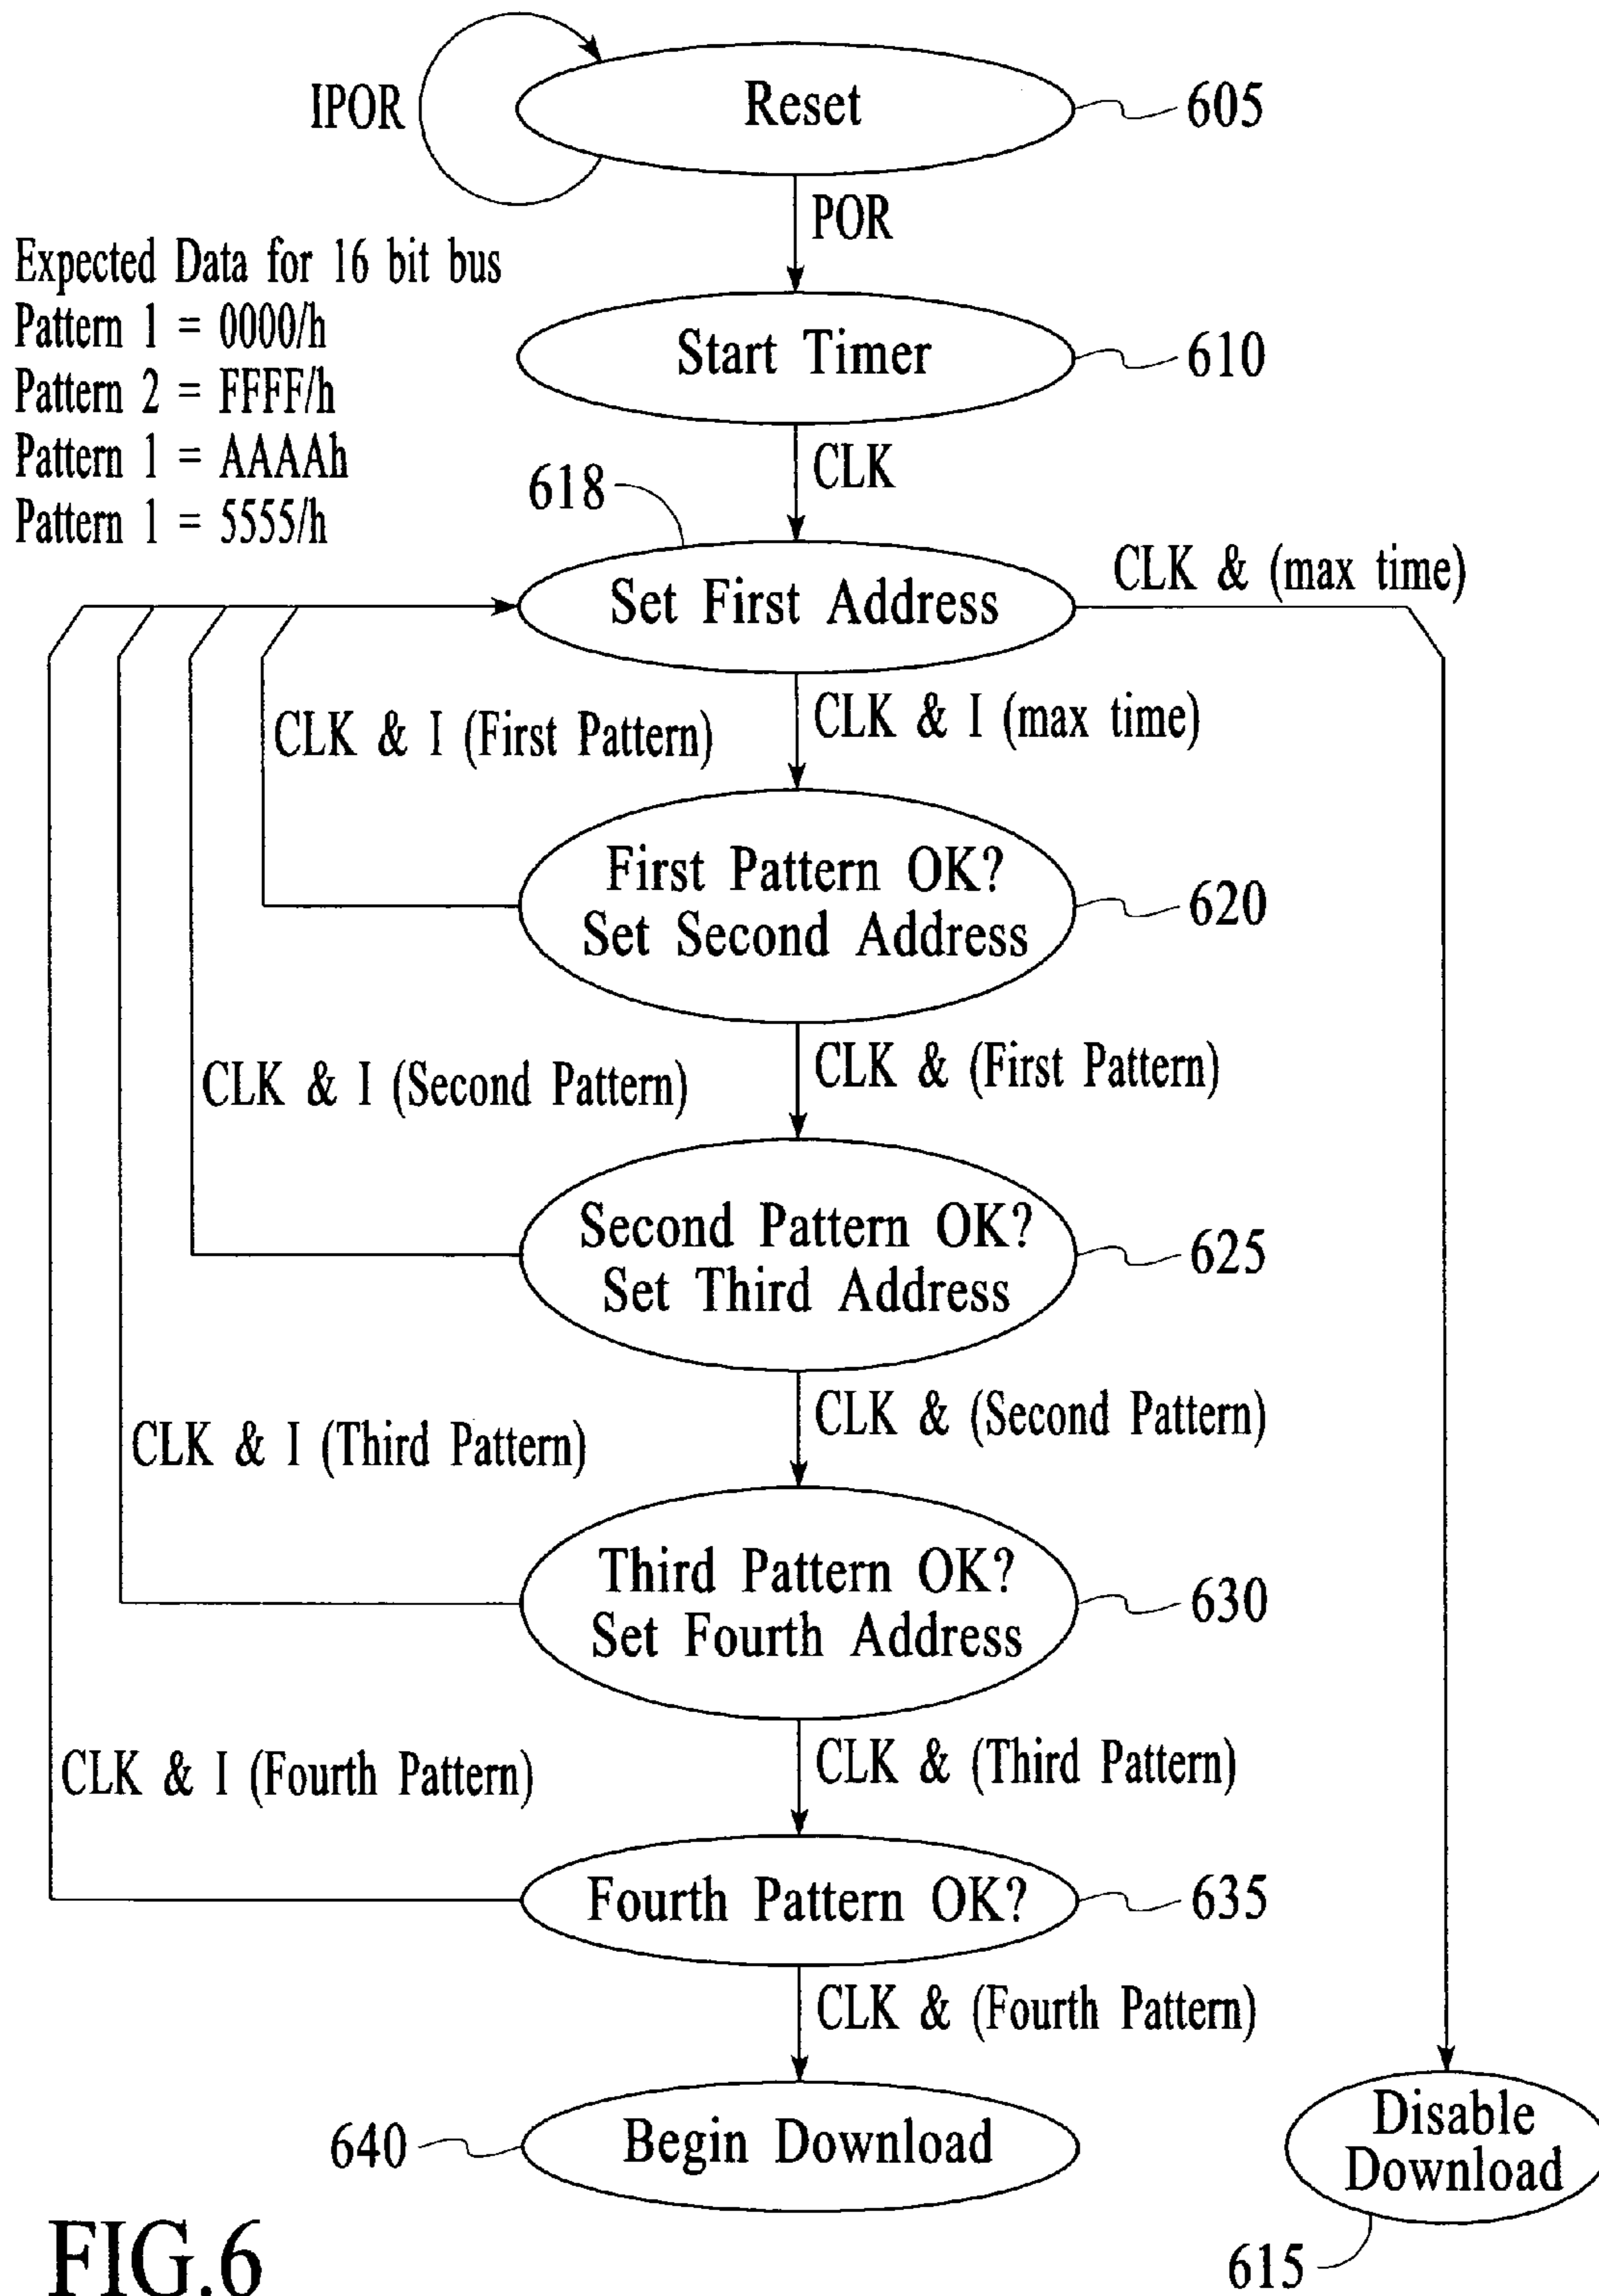 IPOR
Reset
605
POR
Expected Data for 16 bit bus
Pattern 1 = 0000/h
Pattern 2 = FFFF/h
Pattern 1 = AAAAh
Pattern 1 = 5555/h
Start Timer
610
CLK
618
Set First Address
CLK & (max time)
CLK & I (First Pattern)
CLK & I (max time)
First Pattern OK?
Set Second Address
620
CLK & I (Second Pattern)
CLK & (First Pattern)
Second Pattern OK?
Set Third Address
625
CLK & I (Third Pattern)
CLK & (Second Pattern)
Third Pattern OK?
Set Fourth Address
630
CLK & I (Fourth Pattern)
CLK & (Third Pattern)
Fourth Pattern OK?
635
CLK & (Fourth Pattern)
640
Begin Download
Disable
Download
615
FIG.6